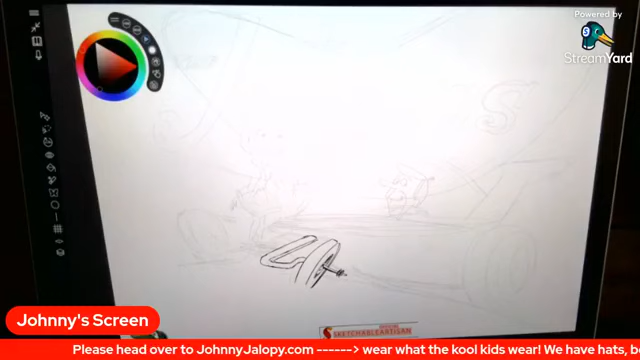 Powered by
StreamYard
S
SKETCHABLEARTISAN
Johnny's Screen
Please head over to JohnnyJalopy.com ------> wear what the kool kids wear! We have hats, b